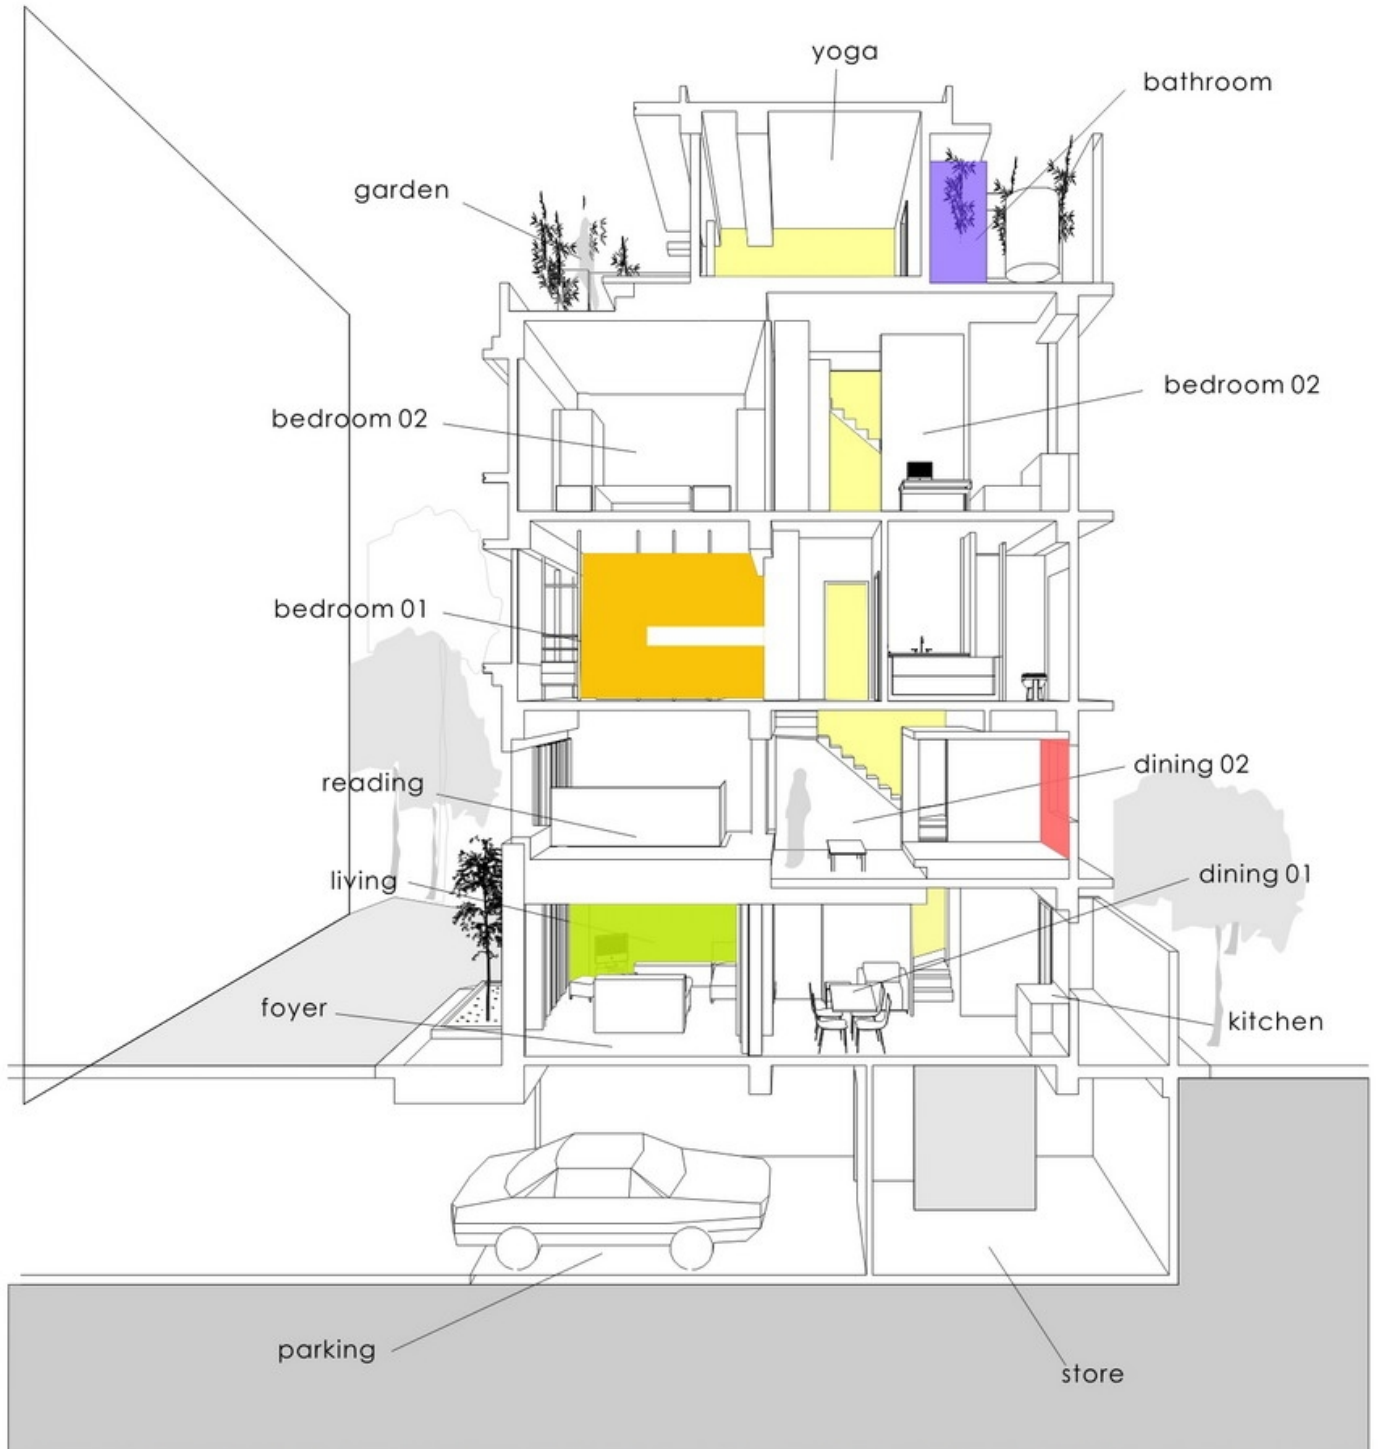 yoga
bathroom
garden
bedroom 02
bedroom 02
bedroom 01
reading
dining 02
living
dining 01
foyer
kitchen
parking
store